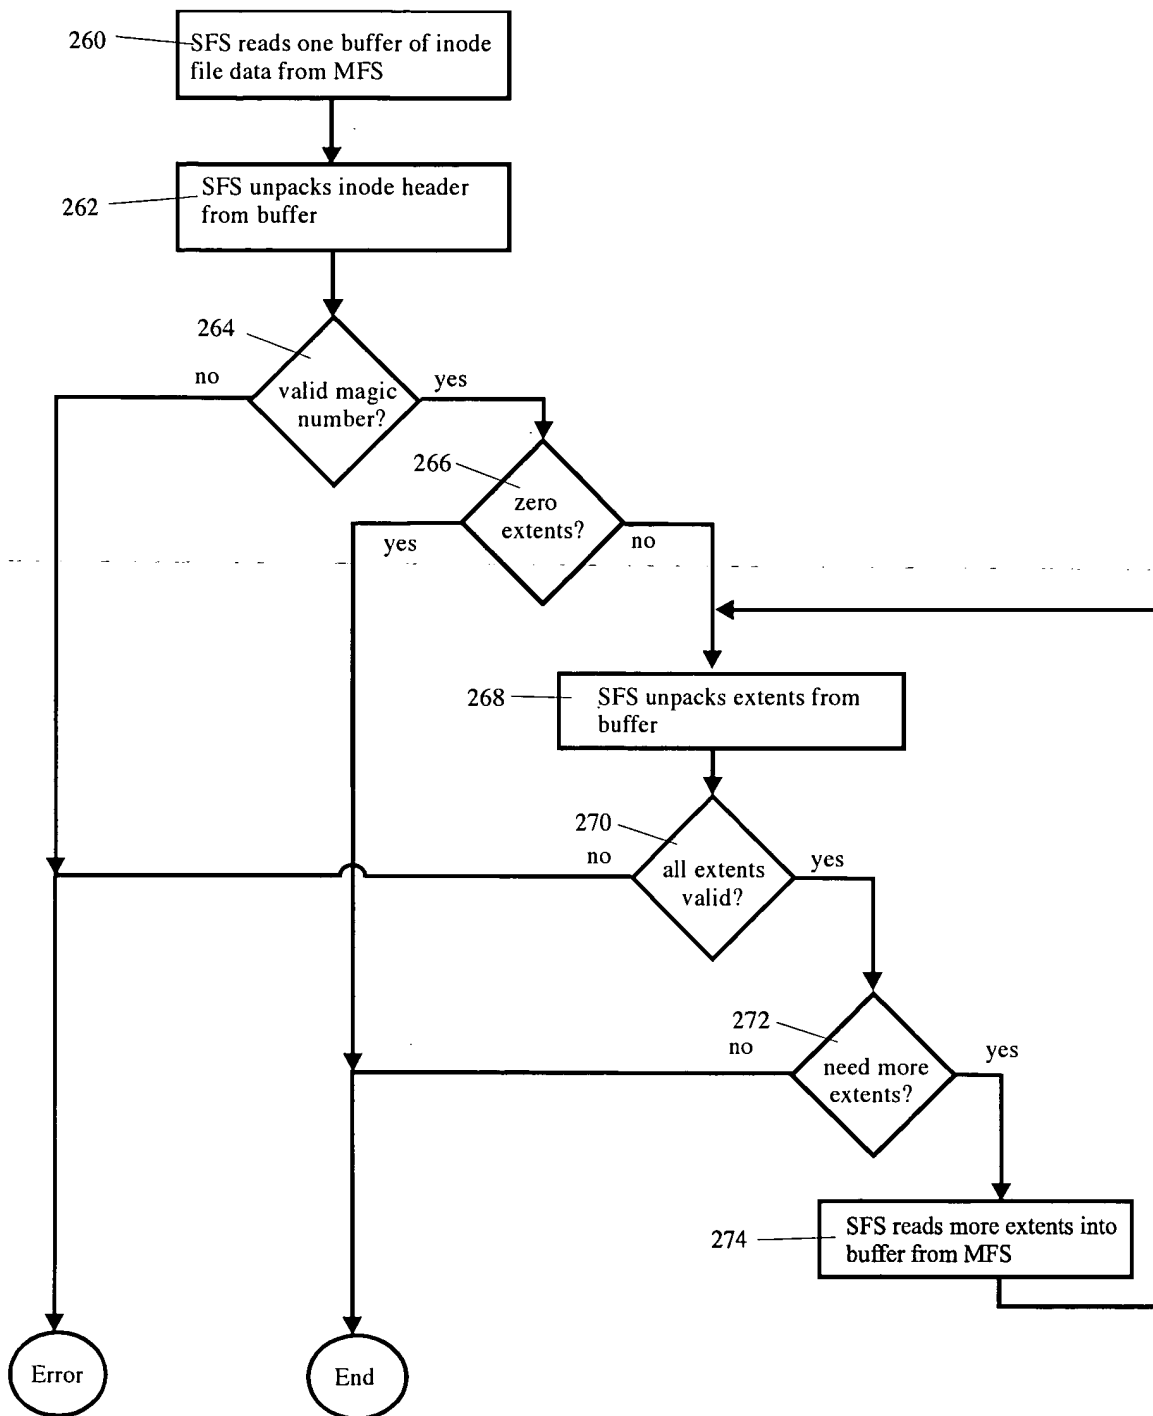 260
SFS reads one buffer of inode
file data from MFS
262
SFS unpacks inode header
from buffer
264
no
yes
valid magic
number?
266
zero
extents?
yes
no
268
SFS unpacks extents from
buffer
270
no
yes
all extents
valid?
272
no
yes
need more
extents?
274
SFS reads more extents into
buffer from MFS
Error
End